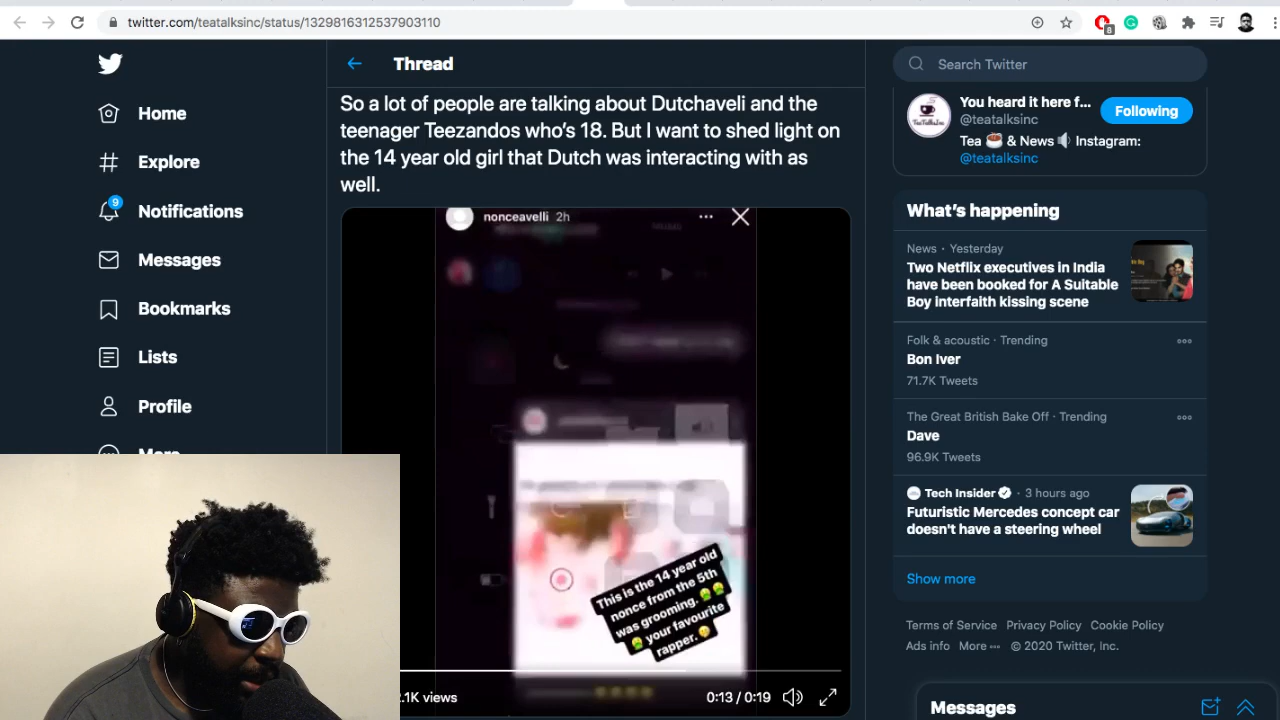 twitter.com/teatalksinc/status/1329816312537903110
8
Home
Explore
9
Notifications
Messages
Bookmarks
Lists
Profile
More
Thread
So a lot of people are talking about Dutchaveli and the
teenager Teezandos who's 18. But I want to shed light on
the 14 year old girl that Dutch was interacting with as
well.
nonceavelli 2h
This is the 14 year old
nonce from the 5th
was grooming. 🤮🤮
🤮 your favourite
rapper.
.1K views
0:13 / 0:19
Search Twitter
You heard it here f...
@teatalksinc
Following
Tea ☕ & News 🔊 Instagram:
@teatalksinc
What's happening
News · Yesterday
Two Netflix executives in India
have been booked for A Suitable
Boy interfaith kissing scene
Folk & acoustic · Trending
Bon Iver
71.7K Tweets
The Great British Bake Off · Trending
Dave
96.9K Tweets
Tech Insider · 3 hours ago
Futuristic Mercedes concept car
doesn't have a steering wheel
Show more
Terms of Service Privacy Policy Cookie Policy
Ads info More ··· © 2020 Twitter, Inc.
Messages